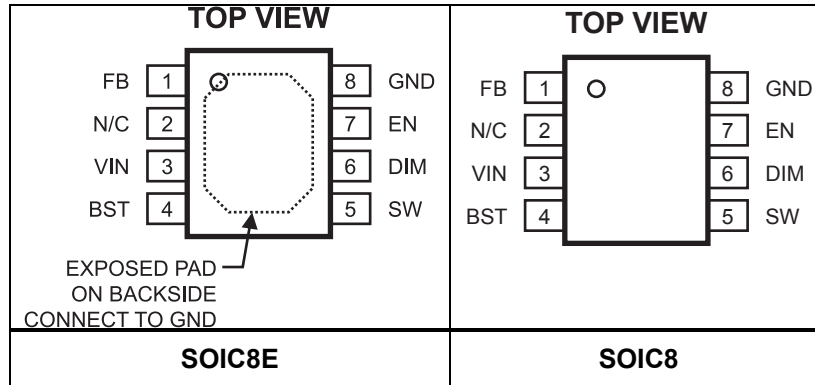 TOP VIEW
FB 1 8 GND
N/C 2 7 EN
VIN 3 6 DIM
BST 4 5 SW
EXPOSED PAD
ON BACKSIDE
CONNECT TO GND
SOIC8E
TOP VIEW
FB 1 8 GND
N/C 2 7 EN
VIN 3 6 DIM
BST 4 5 SW
SOIC8